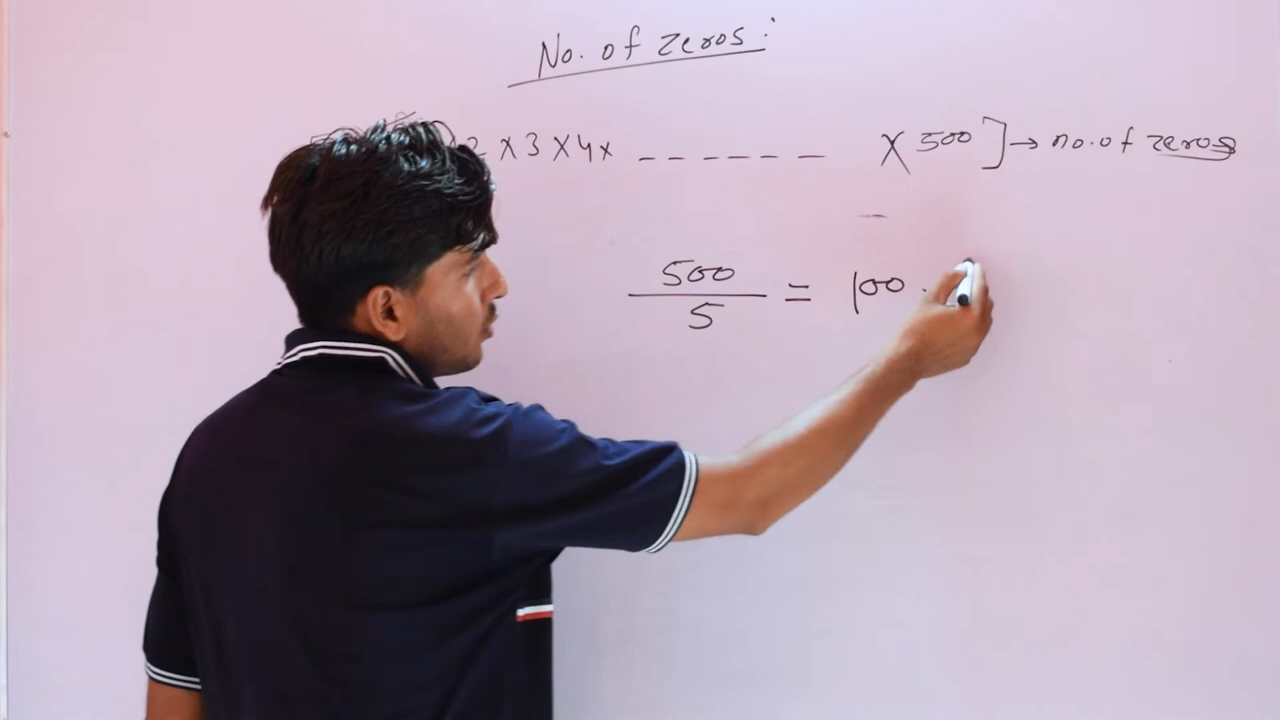 No. of zeros :
2 X 3 X 4 x ------ X 500 ] → no. of zeros
500 / 5 = 100 .